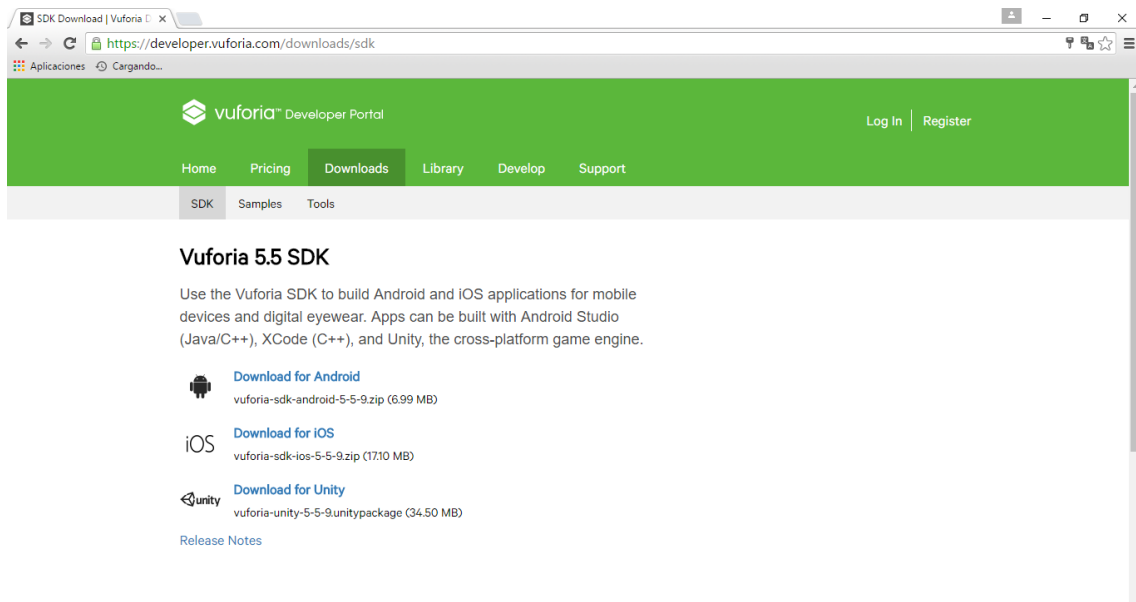 SDK Download | Vuforia D
https://developer.vuforia.com/downloads/sdk
Aplicaciones Cargando...
vuforia™ Developer Portal
Log In Register
Home Pricing Downloads Library Develop Support
SDK Samples Tools
Vuforia 5.5 SDK
Use the Vuforia SDK to build Android and iOS applications for mobile
devices and digital eyewear. Apps can be built with Android Studio
(Java/C++), XCode (C++), and Unity, the cross-platform game engine.
Download for Android
vuforia-sdk-android-5-5-9.zip (6.99 MB)
iOS
Download for iOS
vuforia-sdk-ios-5-5-9.zip (17.10 MB)
unity
Download for Unity
vuforia-unity-5-5-9.unitypackage (34.50 MB)
Release Notes